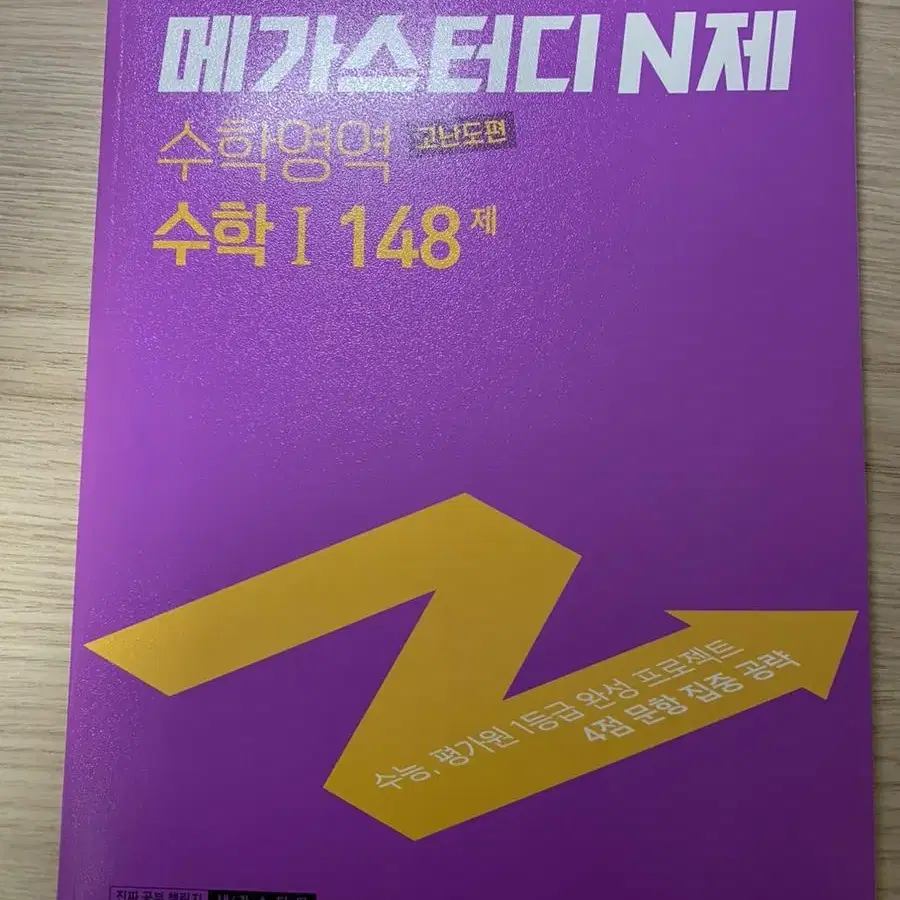 메가스터디 N제
수학영역 고난도편
수학 I 148제
수능, 평가원 1등급 완성 프로젝트
4점 문항 집중 공략